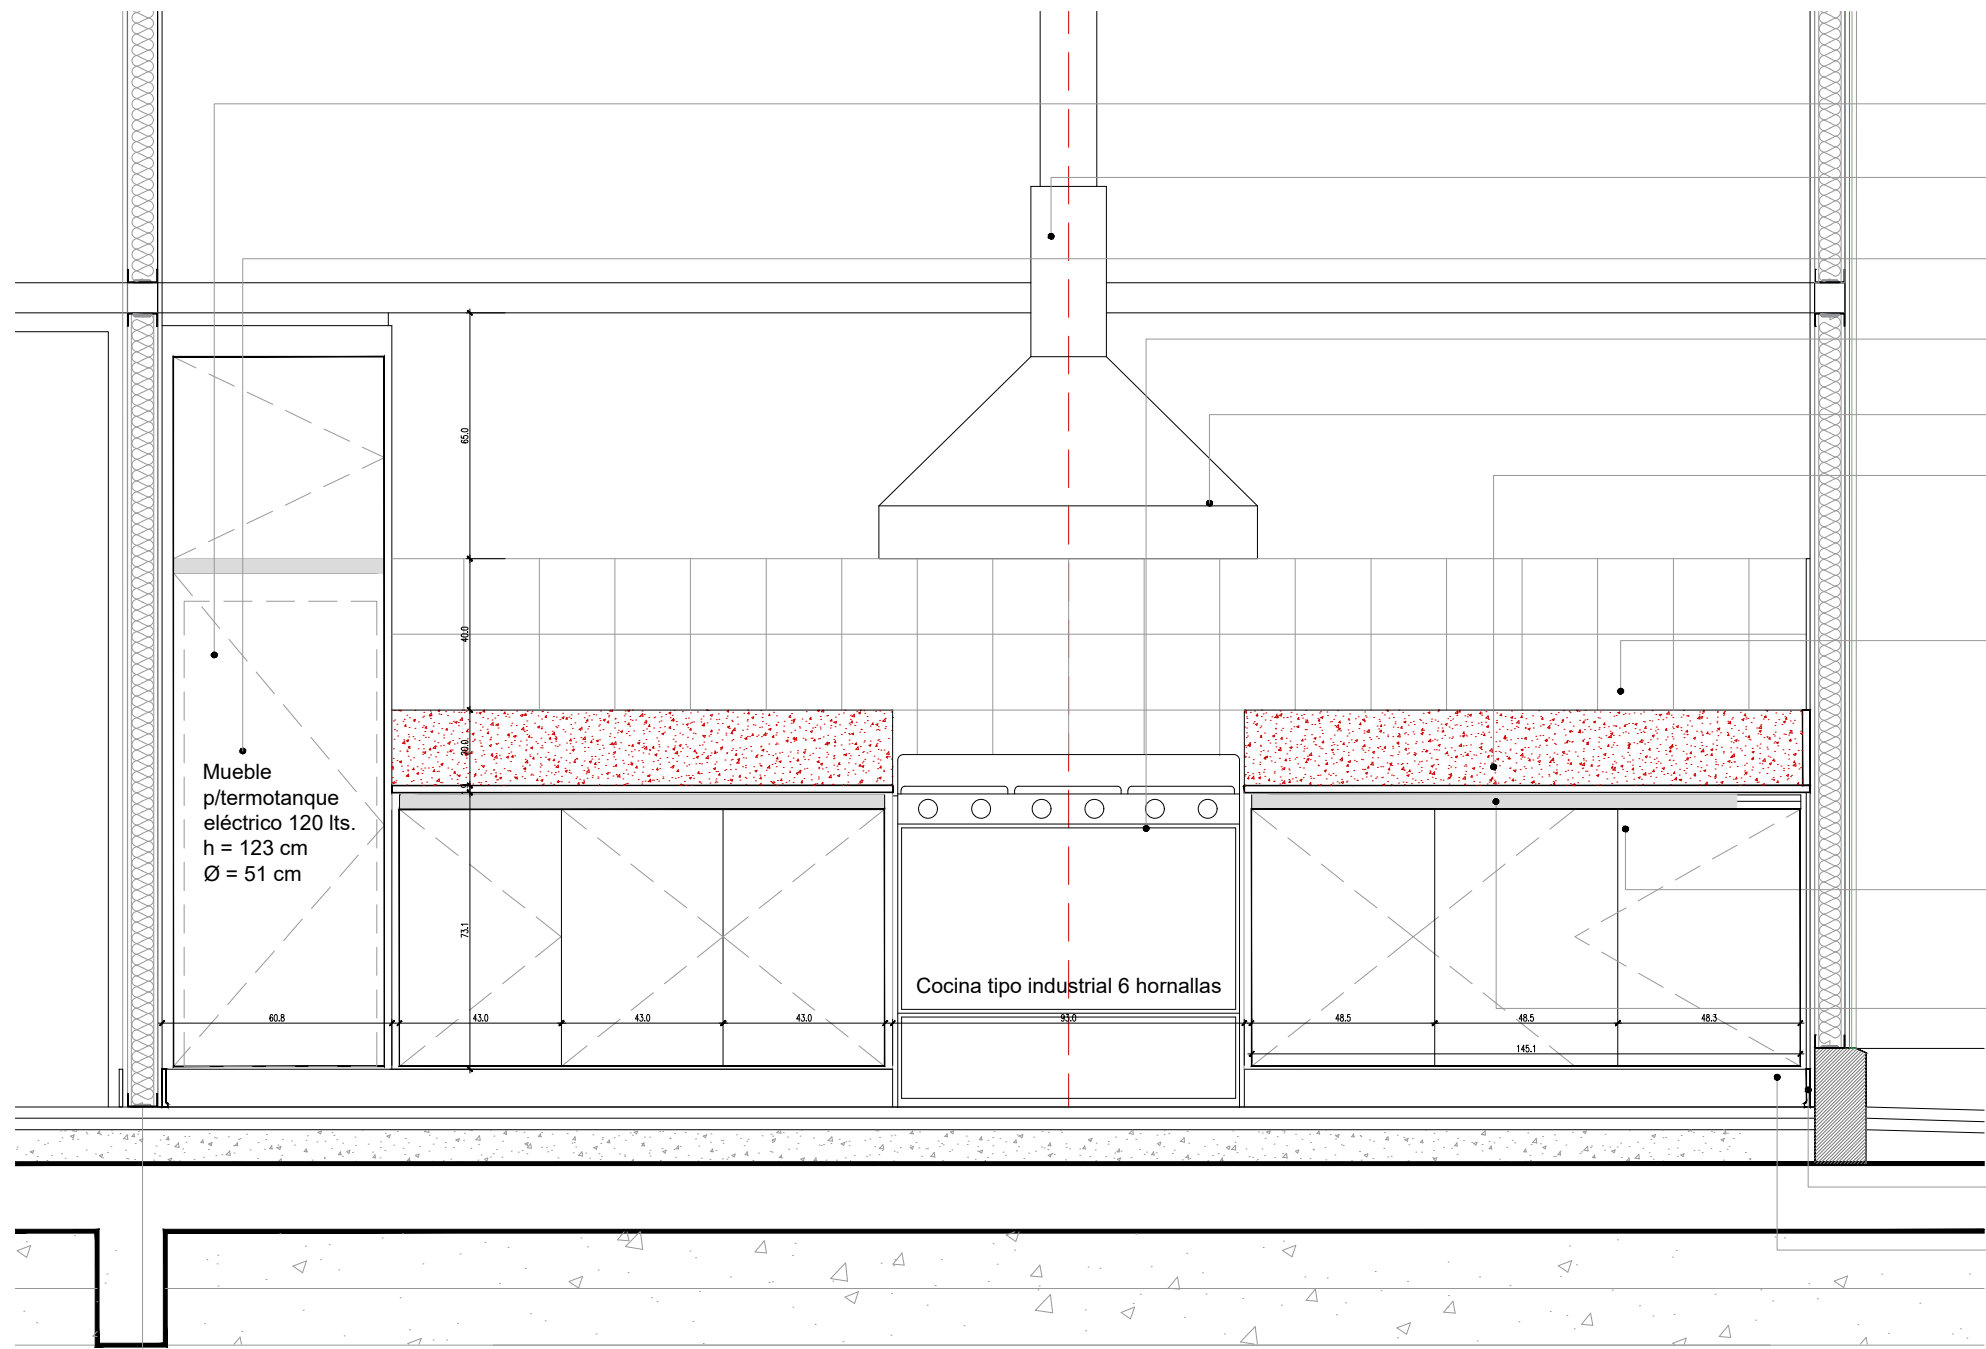 65.0
40.0
20.0
Mueble
p/termotanque
eléctrico 120 lts.
h = 123 cm
Ø = 51 cm
73.1
Cocina tipo industrial 6 hornallas
60.8
43.0
43.0
43.0
93.0
48.5
48.5
48.3
145.1